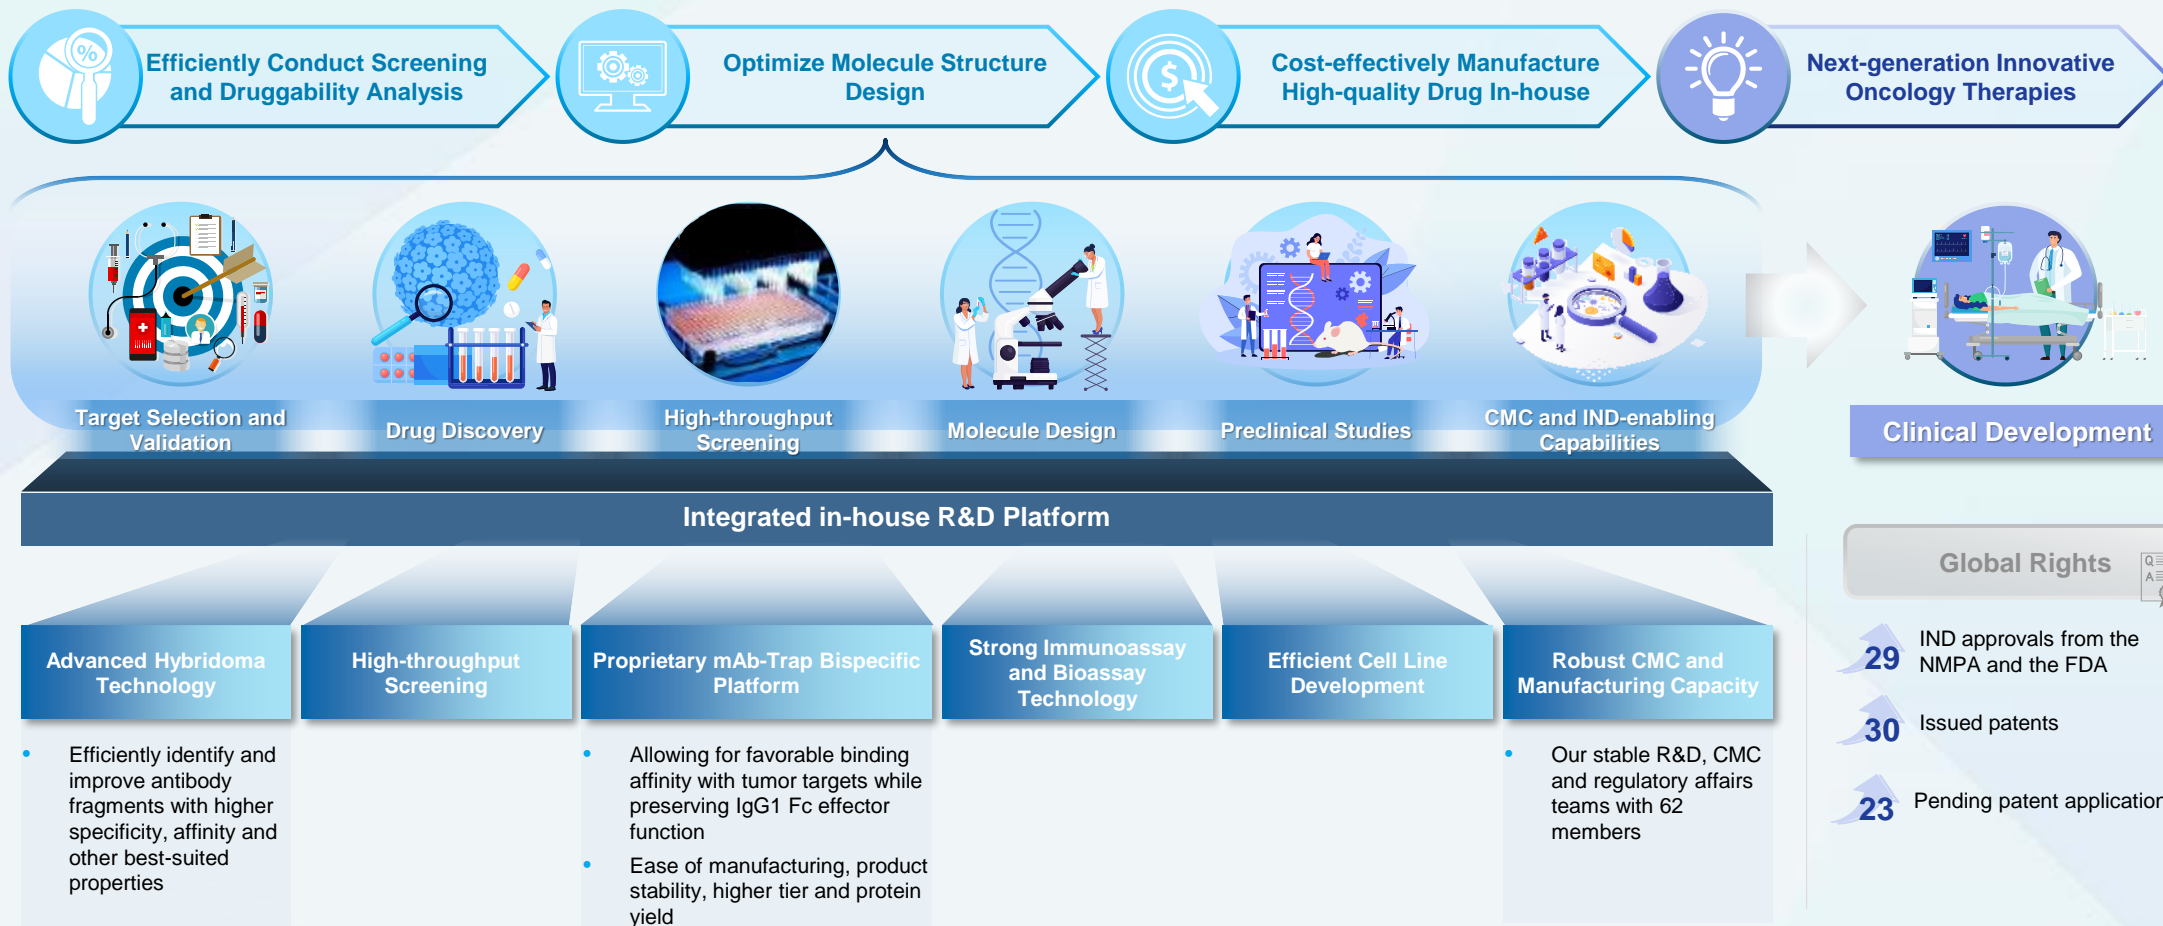 Efficiently Conduct Screening
and Druggability Analysis
Optimize Molecule Structure
Design
Cost-effectively Manufacture
High-quality Drug In-house
Next-generation Innovative
Oncology Therapies
Target Selection and
Validation
Drug Discovery
High-throughput
Screening
Molecule Design
Preclinical Studies
CMC and IND-enabling
Capabilities
Clinical Development
Integrated in-house R&D Platform
Advanced Hybridoma
Technology
High-throughput
Screening
Proprietary mAb-Trap Bispecific
Platform
Strong Immunoassay
and Bioassay
Technology
Efficient Cell Line
Development
Robust CMC and
Manufacturing Capacity
• Efficiently identify and
improve antibody
fragments with higher
specificity, affinity and
other best-suited
properties
• Allowing for favorable binding
affinity with tumor targets while
preserving IgG1 Fc effector
function
• Ease of manufacturing, product
stability, higher tier and protein
yield
• Our stable R&D, CMC
and regulatory affairs
teams with 62
members
Global Rights
Q
A
29 IND approvals from the
NMPA and the FDA
30 Issued patents
23 Pending patent application